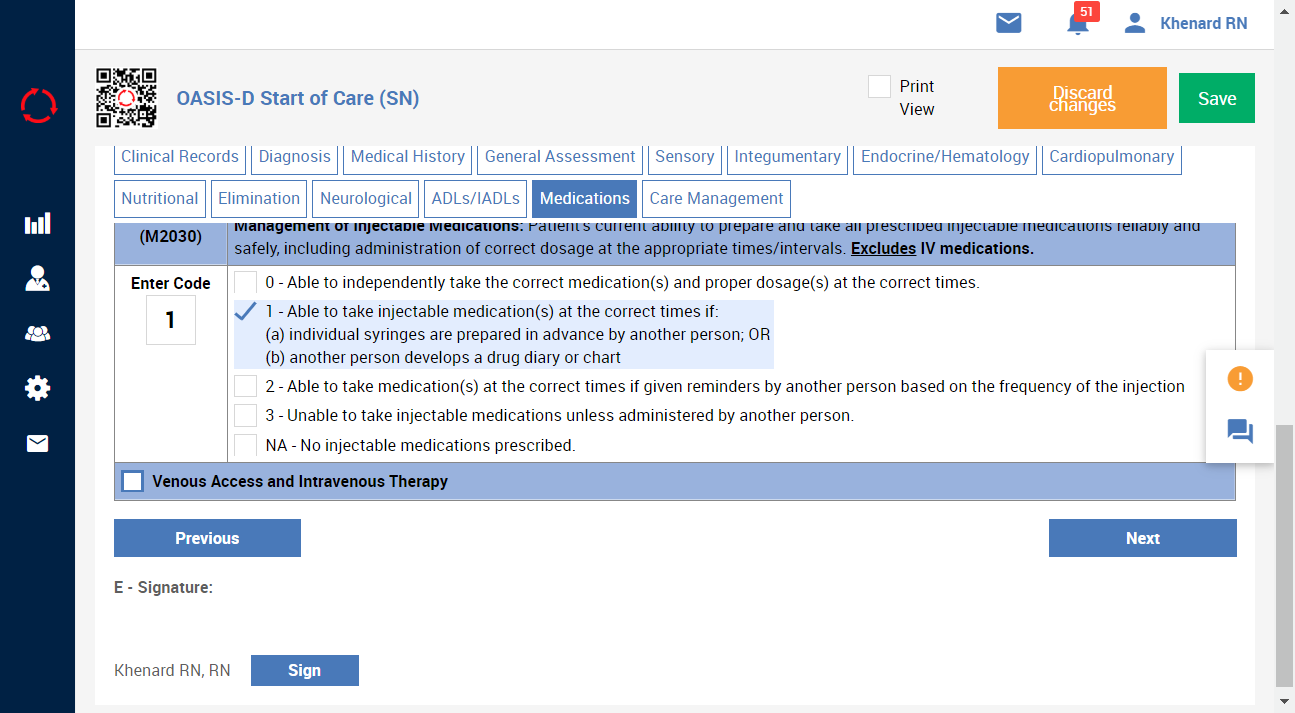 51
Khenard RN
OASIS-D Start of Care (SN)
Print
View
Discard
changes
Save
Clinical Records
Diagnosis
Medical History
General Assessment
Sensory
Integumentary
Endocrine/Hematology
Cardiopulmonary
Nutritional
Elimination
Neurological
ADLs/IADLs
Medications
Care Management
(M2030)
Management of Injectable Medications: Patient's current ability to prepare and take all prescribed injectable medications reliably and
safely, including administration of correct dosage at the appropriate times/intervals. Excludes IV medications.
Enter Code
1
0 - Able to independently take the correct medication(s) and proper dosage(s) at the correct times.
1 - Able to take injectable medication(s) at the correct times if:
(a) individual syringes are prepared in advance by another person; OR
(b) another person develops a drug diary or chart
2 - Able to take medication(s) at the correct times if given reminders by another person based on the frequency of the injection
3 - Unable to take injectable medications unless administered by another person.
NA - No injectable medications prescribed.
Venous Access and Intravenous Therapy
Previous
Next
E - Signature:
Khenard RN, RN
Sign